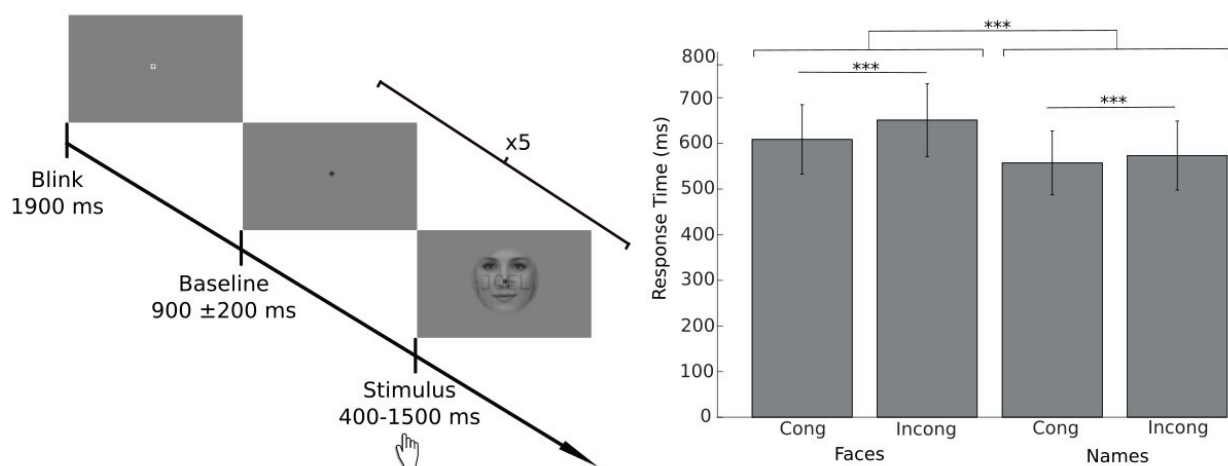 Blink
1900 ms
Baseline
900 ±200 ms
Stimulus
400-1500 ms
x5
JOEL
Response Time (ms)
800
700
600
500
400
300
200
100
0
***
***
***
Cong
Incong
Cong
Incong
Faces
Names